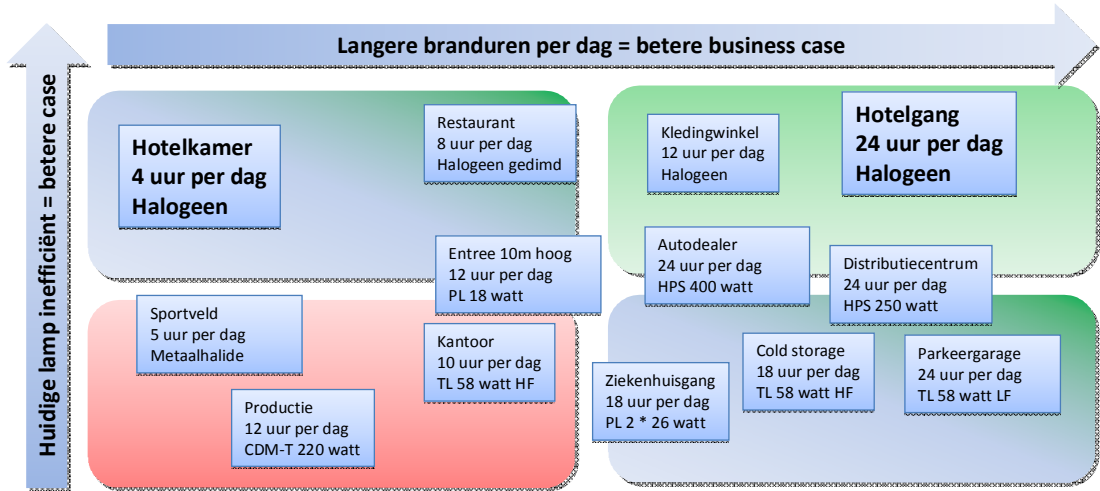 Langere branduren per dag = betere business case
Huidige lamp inefficiënt = betere case
Hotelkamer
4 uur per dag
Halogeen
Restaurant
8 uur per dag
Halogeen gedimd
Kledingwinkel
12 uur per dag
Halogeen
Hotelgang
24 uur per dag
Halogeen
Entree 10m hoog
12 uur per dag
PL 18 watt
Autodealer
24 uur per dag
HPS 400 watt
Distributiecentrum
24 uur per dag
HPS 250 watt
Sportveld
5 uur per dag
Metaalhalide
Kantoor
10 uur per dag
TL 58 watt HF
Productie
12 uur per dag
CDM-T 220 watt
Ziekenhuisgang
18 uur per dag
PL 2 * 26 watt
Cold storage
18 uur per dag
TL 58 watt HF
Parkeergarage
24 uur per dag
TL 58 watt LF